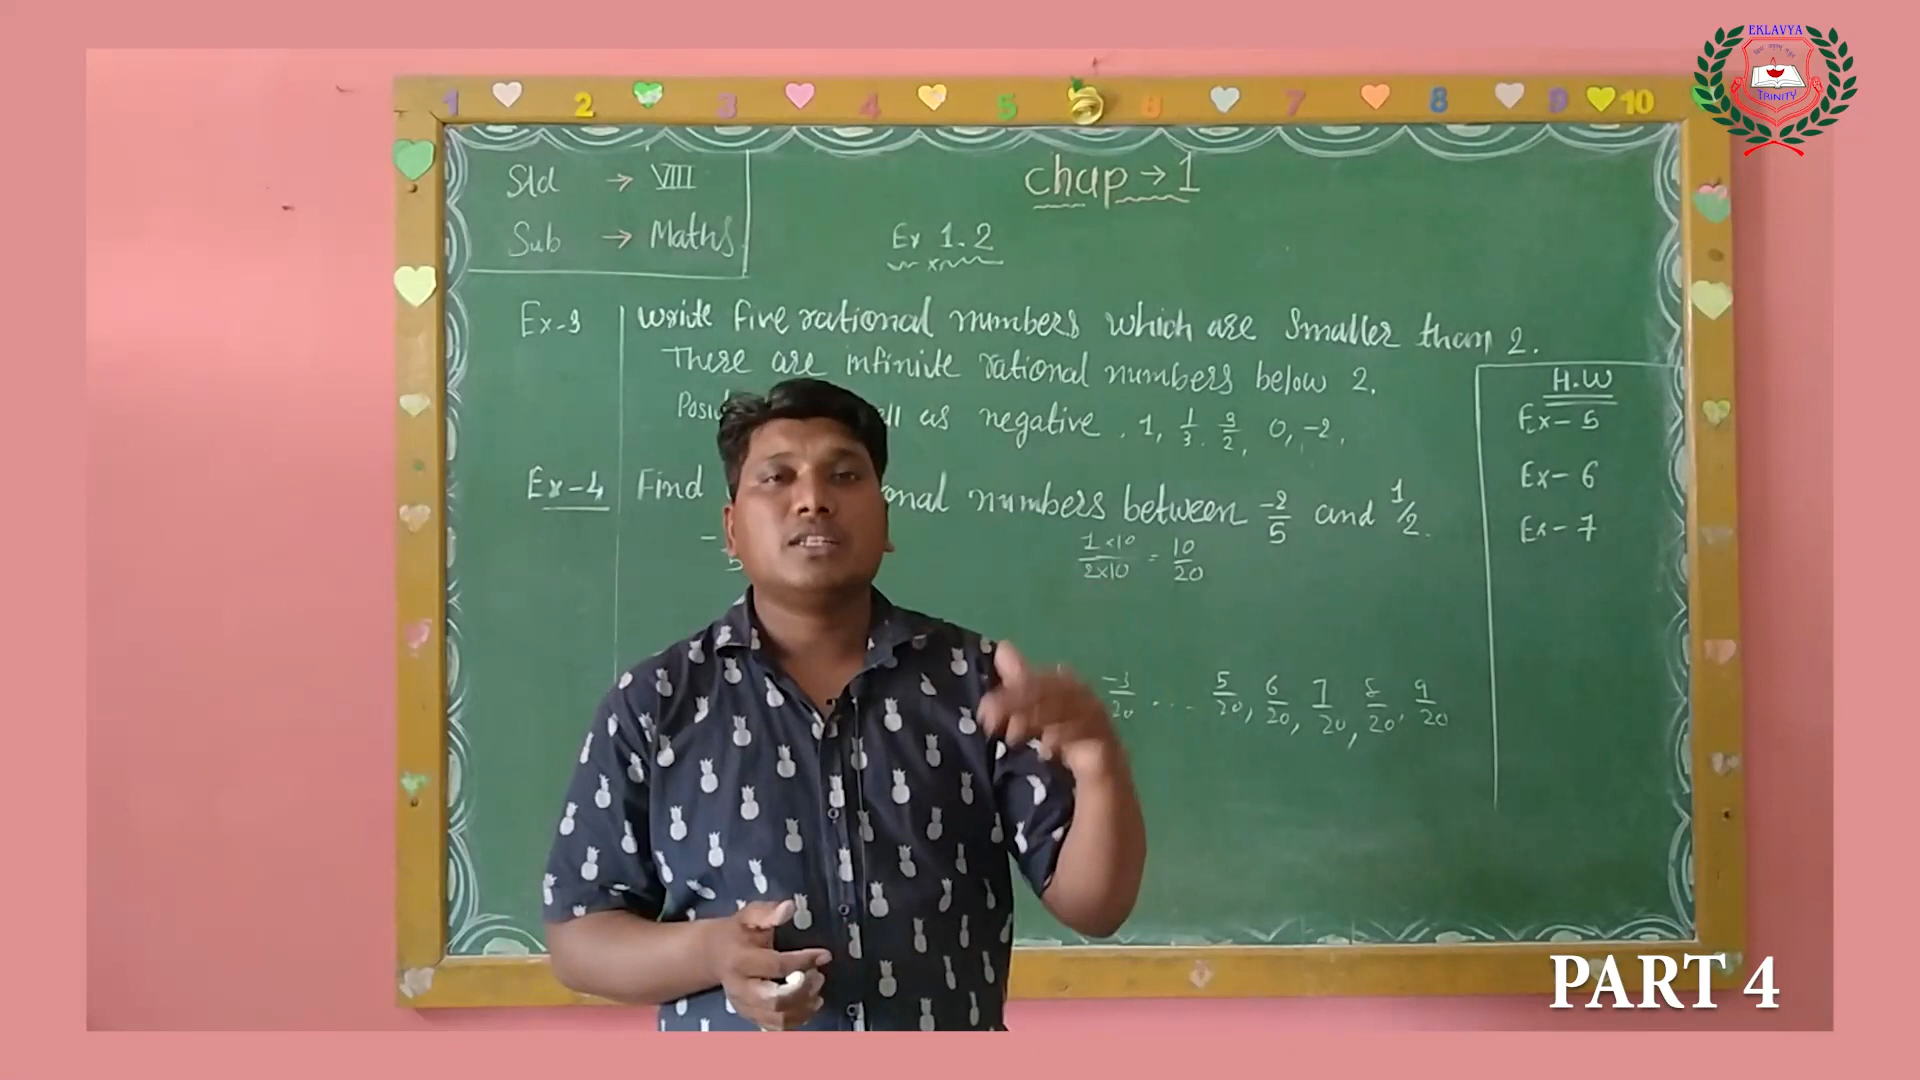 EKLAVYA
TRINITY
1 2 3 4 5 6 7 8 9 10
Std → VIII
Sub → Maths
chap → 1
Ex 1.2
Ex-3 write five rational numbers which are smaller than 2.
There are infinite rational numbers below 2.
as negative. 1, 1/3. 3/2, 0, -2.
Ex-4 Find numbers between -2/5 and 1/2.
1×10/2×10 = 10/20
-3/20 ... 5/20, 6/20, 7/20, 8/20, 9/20
H.W
Ex-5
Ex-6
Ex-7
PART 4